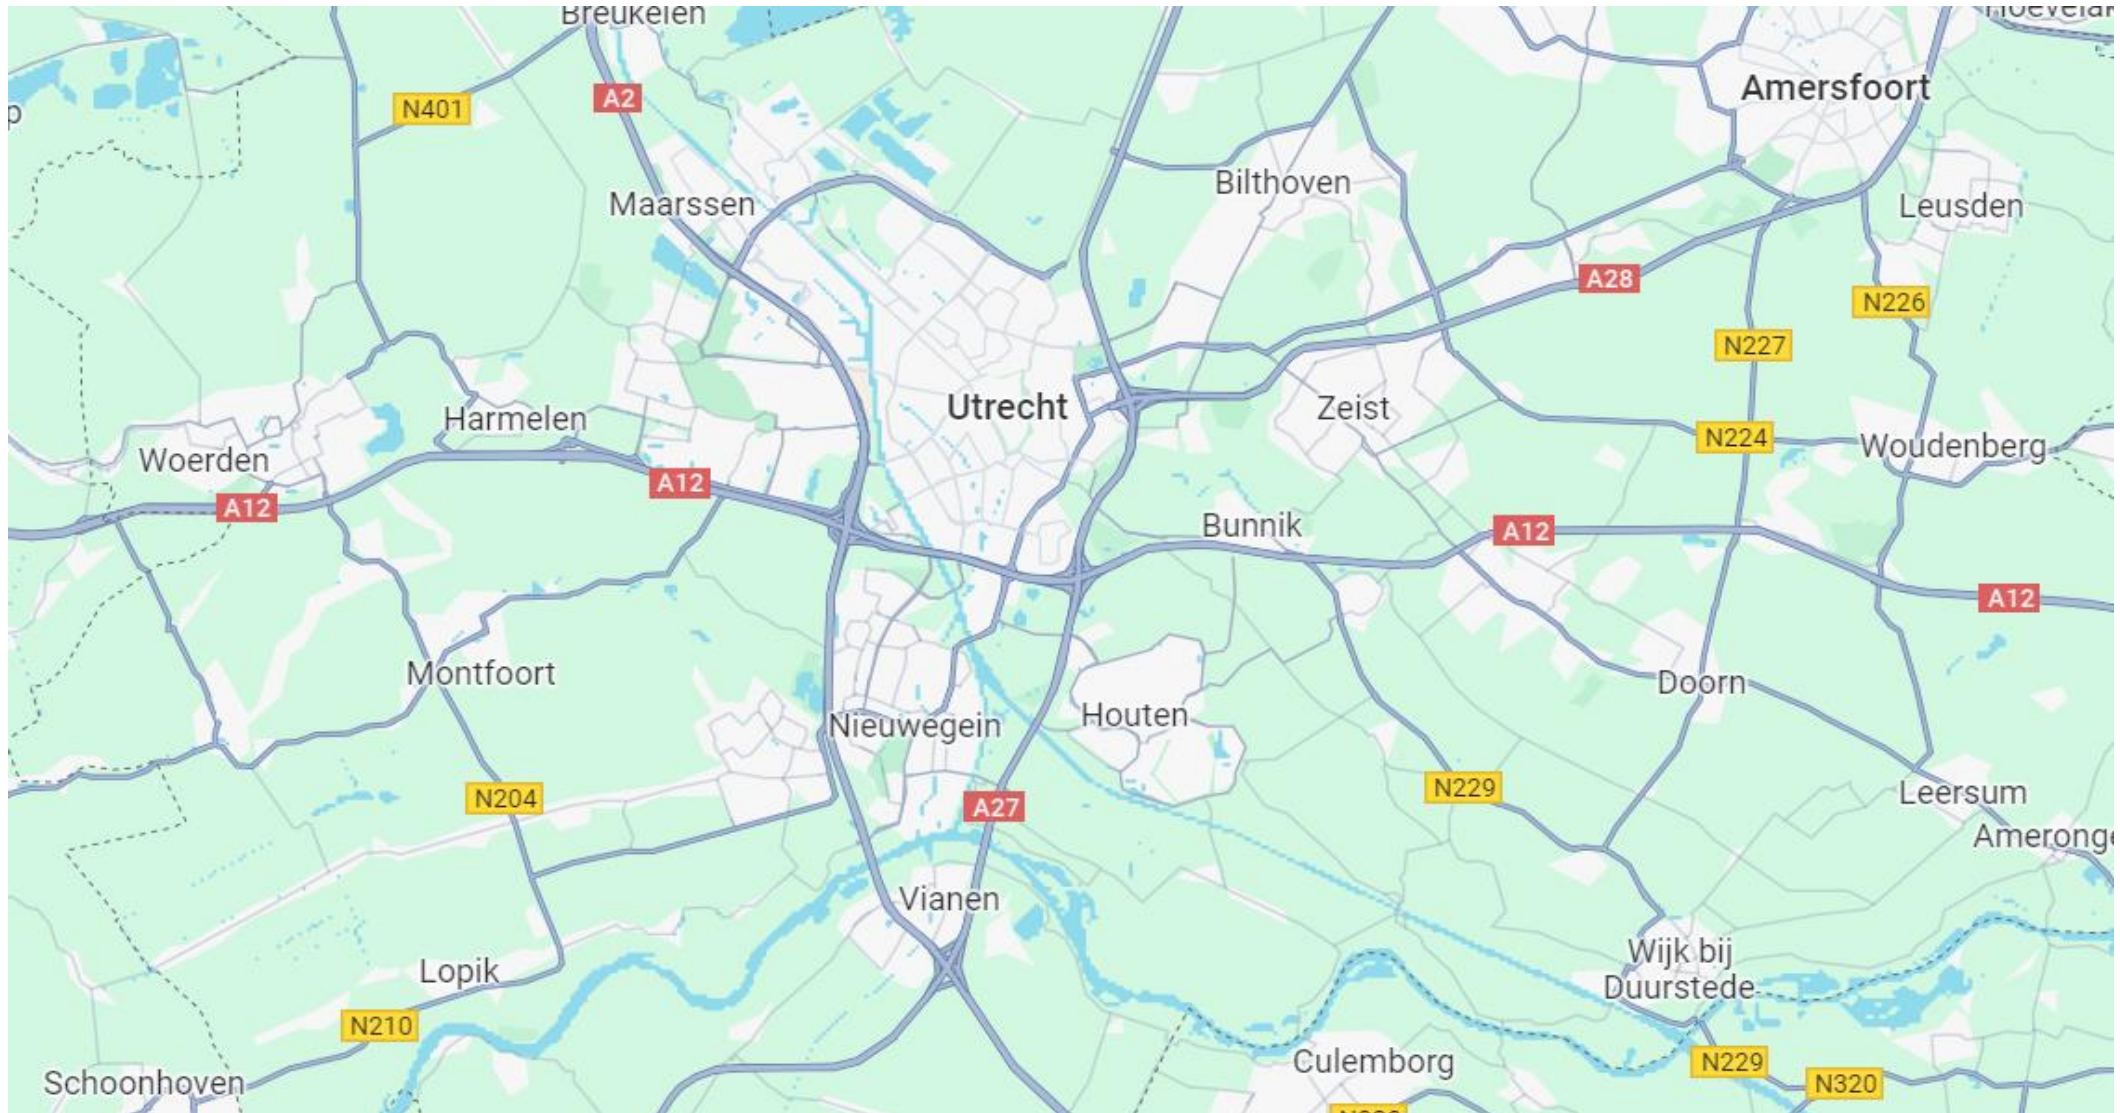 Breukelen
Amersfoort
A2
N401
Bilthoven
Maarssen
Leusden
A28
N226
N227
Utrecht
Zeist
Harmelen
N224
Woudenberg
Woerden
A12
A12
Bunnik
A12
A12
Montfoort
Doorn
Houten
Nieuwegein
N229
N204
A27
Leersum
Ameronge
Vianen
Wijk bij
Duurstede
Lopik
N210
Culemborg
N229
Schoonhoven
N320